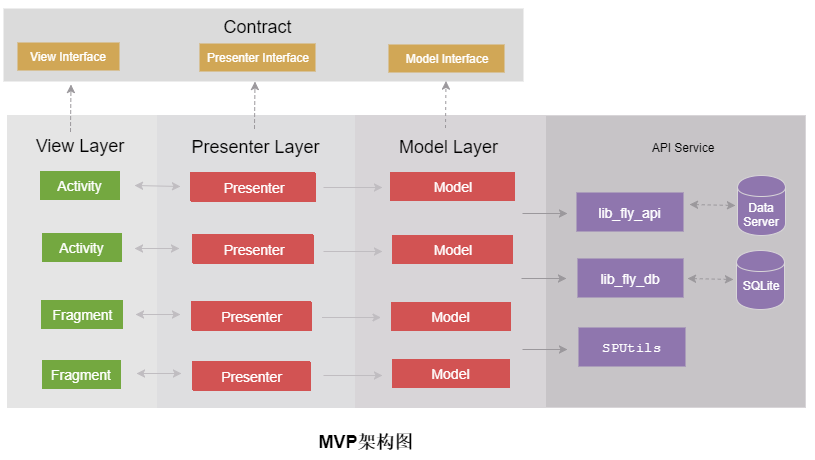 Contract
View Interface
Presenter Interface
Model Interface
View Layer
Presenter Layer
Model Layer
API Service
Activity
Presenter
Model
lib_fly_api
Data
Server
Activity
Presenter
Model
lib_fly_db
SQLite
Fragment
Presenter
Model
SPUtils
Fragment
Presenter
Model
MVP架构图